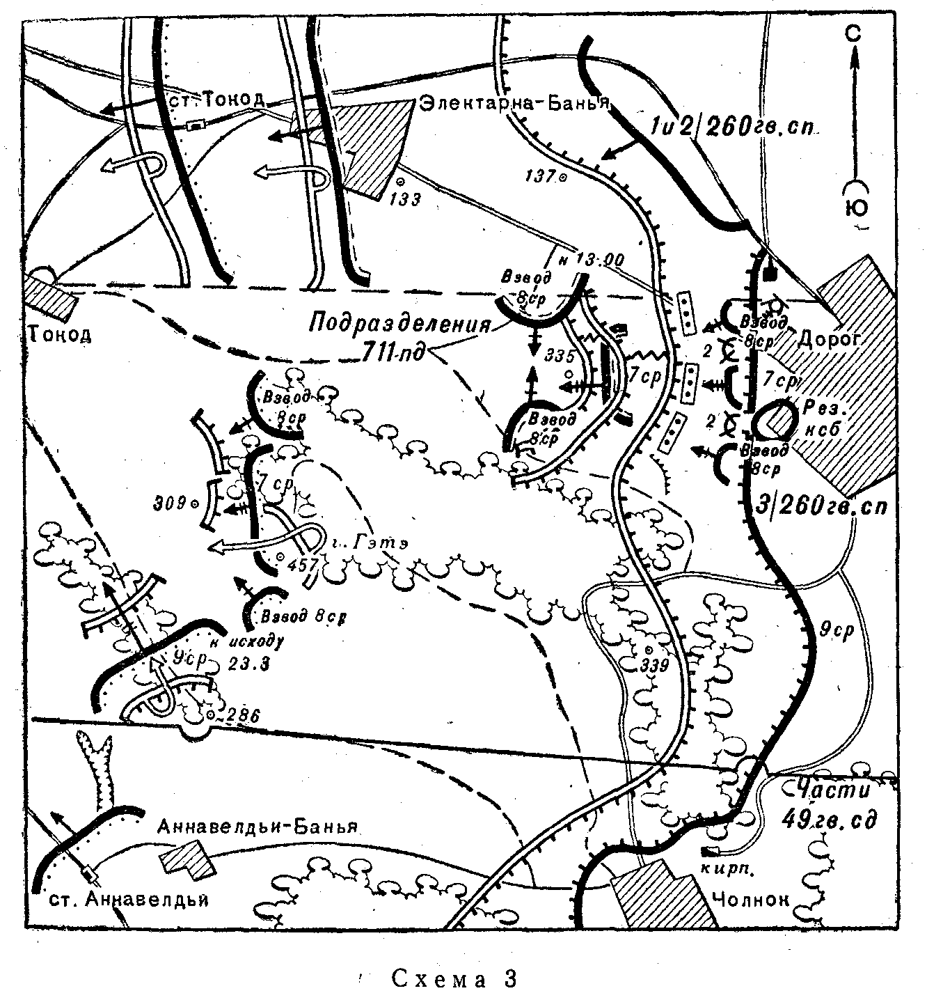 С
Ю
ст. Токод
Электарна-Банья
1 и 2/260 гв. сп.
137
133
к 13.00
Взвод
8 ср
Подразделения
711 пд
Токод
335
7 ср
Взвод
8 ср
2
Дорог
7 ср
Рез.
ксб
2
Взвод
8 ср
Взвод
8 ср
Взвод
8 ср
7 ср
309
3/260 гв. сп
г. Гэтэ
457
Взвод 8 ср
к исходу
23.3
9 ср
286
9 ср
339
Части
49 гв. сд
Аннавелдьи-Банья
кирп.
ст. Аннавелдьи
Чолнок
Схема 3